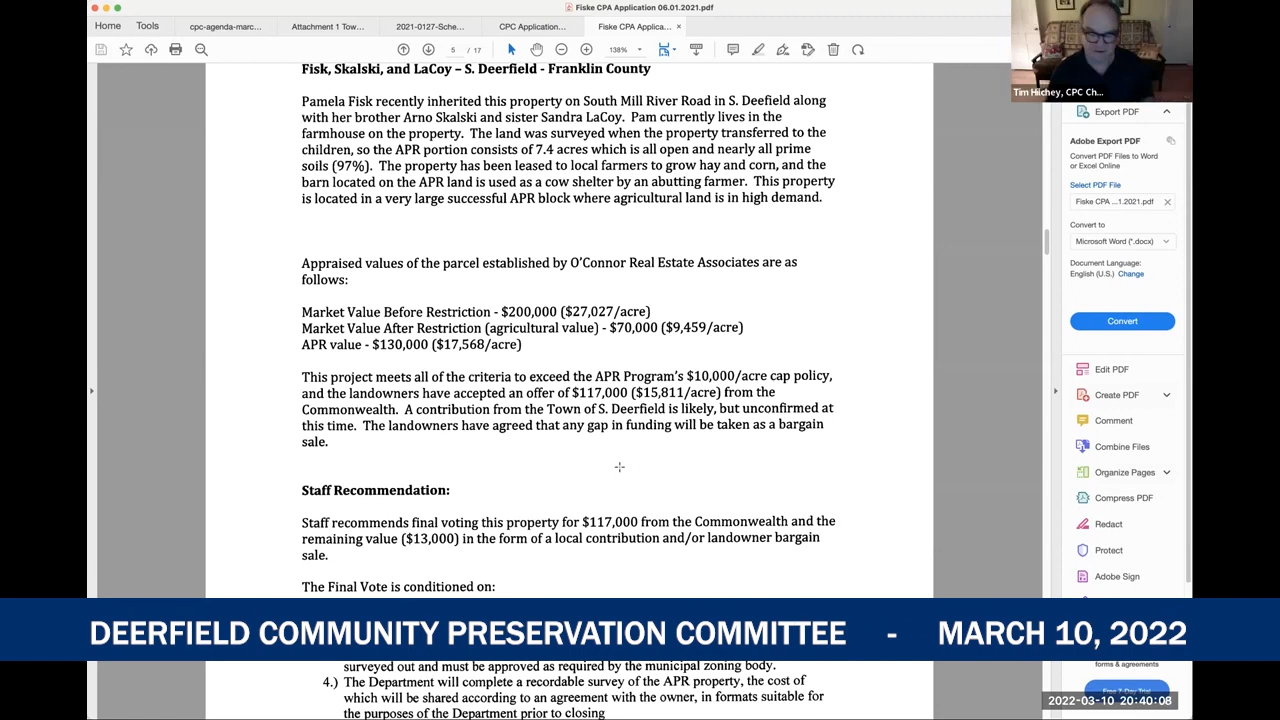 Fiske CPA Application 06.01.2021.pdf
Home Tools cpc-agenda-marc... Attachment 1 Tow... 2021-0127-Sche... CPC Application... Fiske CPA Applica... ×
5 / 17 138%
Tim Hilchey, CPC Ch...
Fisk, Skalski, and LaCoy – S. Deerfield - Franklin County
Pamela Fisk recently inherited this property on South Mill River Road in S. Deefield along
with her brother Arno Skalski and sister Sandra LaCoy. Pam currently lives in the
farmhouse on the property. The land was surveyed when the property transferred to the
children, so the APR portion consists of 7.4 acres which is all open and nearly all prime
soils (97%). The property has been leased to local farmers to grow hay and corn, and the
barn located on the APR land is used as a cow shelter by an abutting farmer. This property
is located in a very large successful APR block where agricultural land is in high demand.
Appraised values of the parcel established by O'Connor Real Estate Associates are as
follows:
Market Value Before Restriction - $200,000 ($27,027/acre)
Market Value After Restriction (agricultural value) - $70,000 ($9,459/acre)
APR value - $130,000 ($17,568/acre)
This project meets all of the criteria to exceed the APR Program's $10,000/acre cap policy,
and the landowners have accepted an offer of $117,000 ($15,811/acre) from the
Commonwealth. A contribution from the Town of S. Deerfield is likely, but unconfirmed at
this time. The landowners have agreed that any gap in funding will be taken as a bargain
sale.
Staff Recommendation:
Staff recommends final voting this property for $117,000 from the Commonwealth and the
remaining value ($13,000) in the form of a local contribution and/or landowner bargain
sale.
The Final Vote is conditioned on:
Export PDF
Adobe Export PDF
Convert PDF Files to Word
or Excel Online
Select PDF File
Fiske CPA ...1.2021.pdf ×
Convert to
Microsoft Word (*.docx)
Document Language:
English (U.S.) Change
Convert
Edit PDF
Create PDF
Comment
Combine Files
Organize Pages
Compress PDF
Redact
Protect
Adobe Sign
DEERFIELD COMMUNITY PRESERVATION COMMITTEE - MARCH 10, 2022
surveyed out and must be approved as required by the municipal zoning body.
4.) The Department will complete a recordable survey of the APR property, the cost of
which will be shared according to an agreement with the owner, in formats suitable for
the purposes of the Department prior to closing
forms & agreements
Free 7-Day Trial
2022-03-10 20:40:08